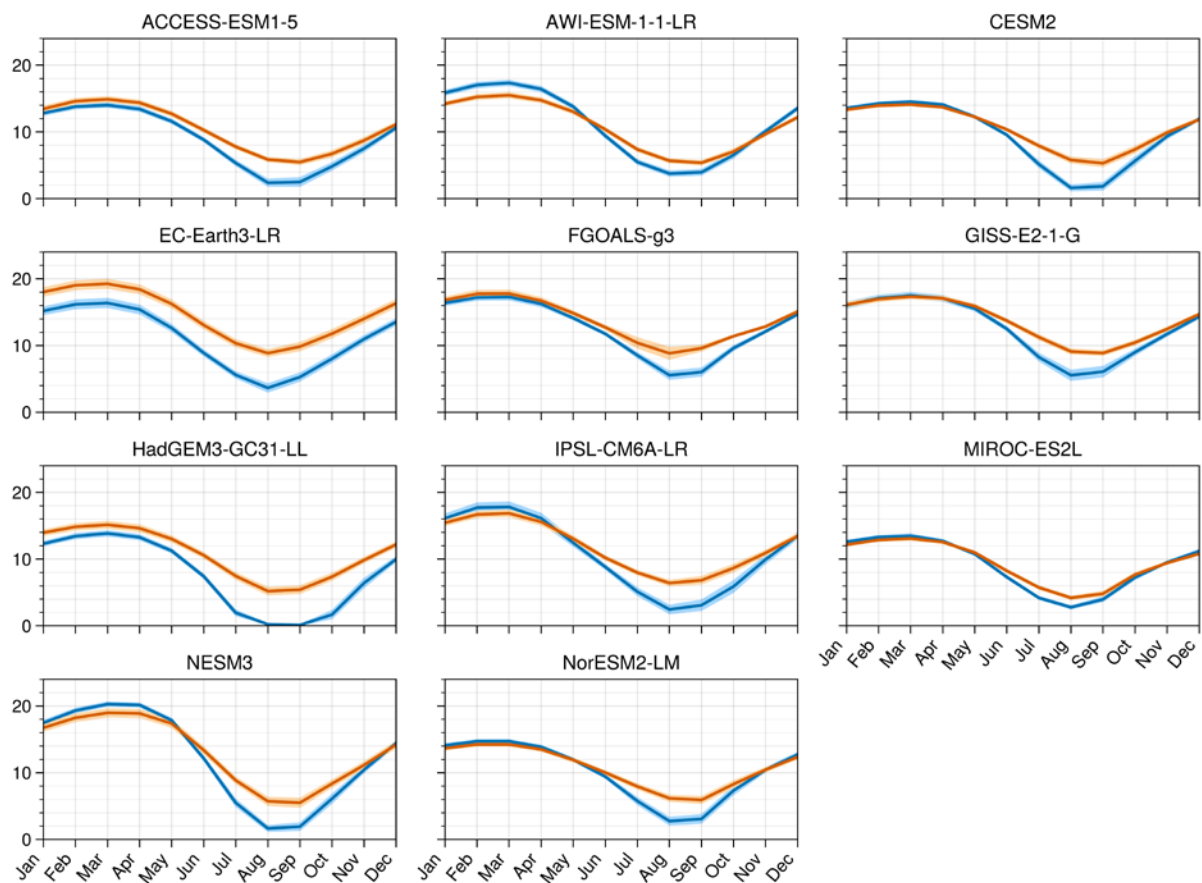 ACCESS-ESM1-5 AWI-ESM-1-1-LR CESM2
20
10
0
EC-Earth3-LR FGOALS-g3 GISS-E2-1-G
20
10
0
HadGEM3-GC31-LL IPSL-CM6A-LR MIROC-ES2L
20
10
0
Jan Feb Mar Apr May Jun Jul Aug Sep Oct Nov Dec
NESM3 NorESM2-LM
20
10
0
Jan Feb Mar Apr May Jun Jul Aug Sep Oct Nov Dec Jan Feb Mar Apr May Jun Jul Aug Sep Oct Nov Dec